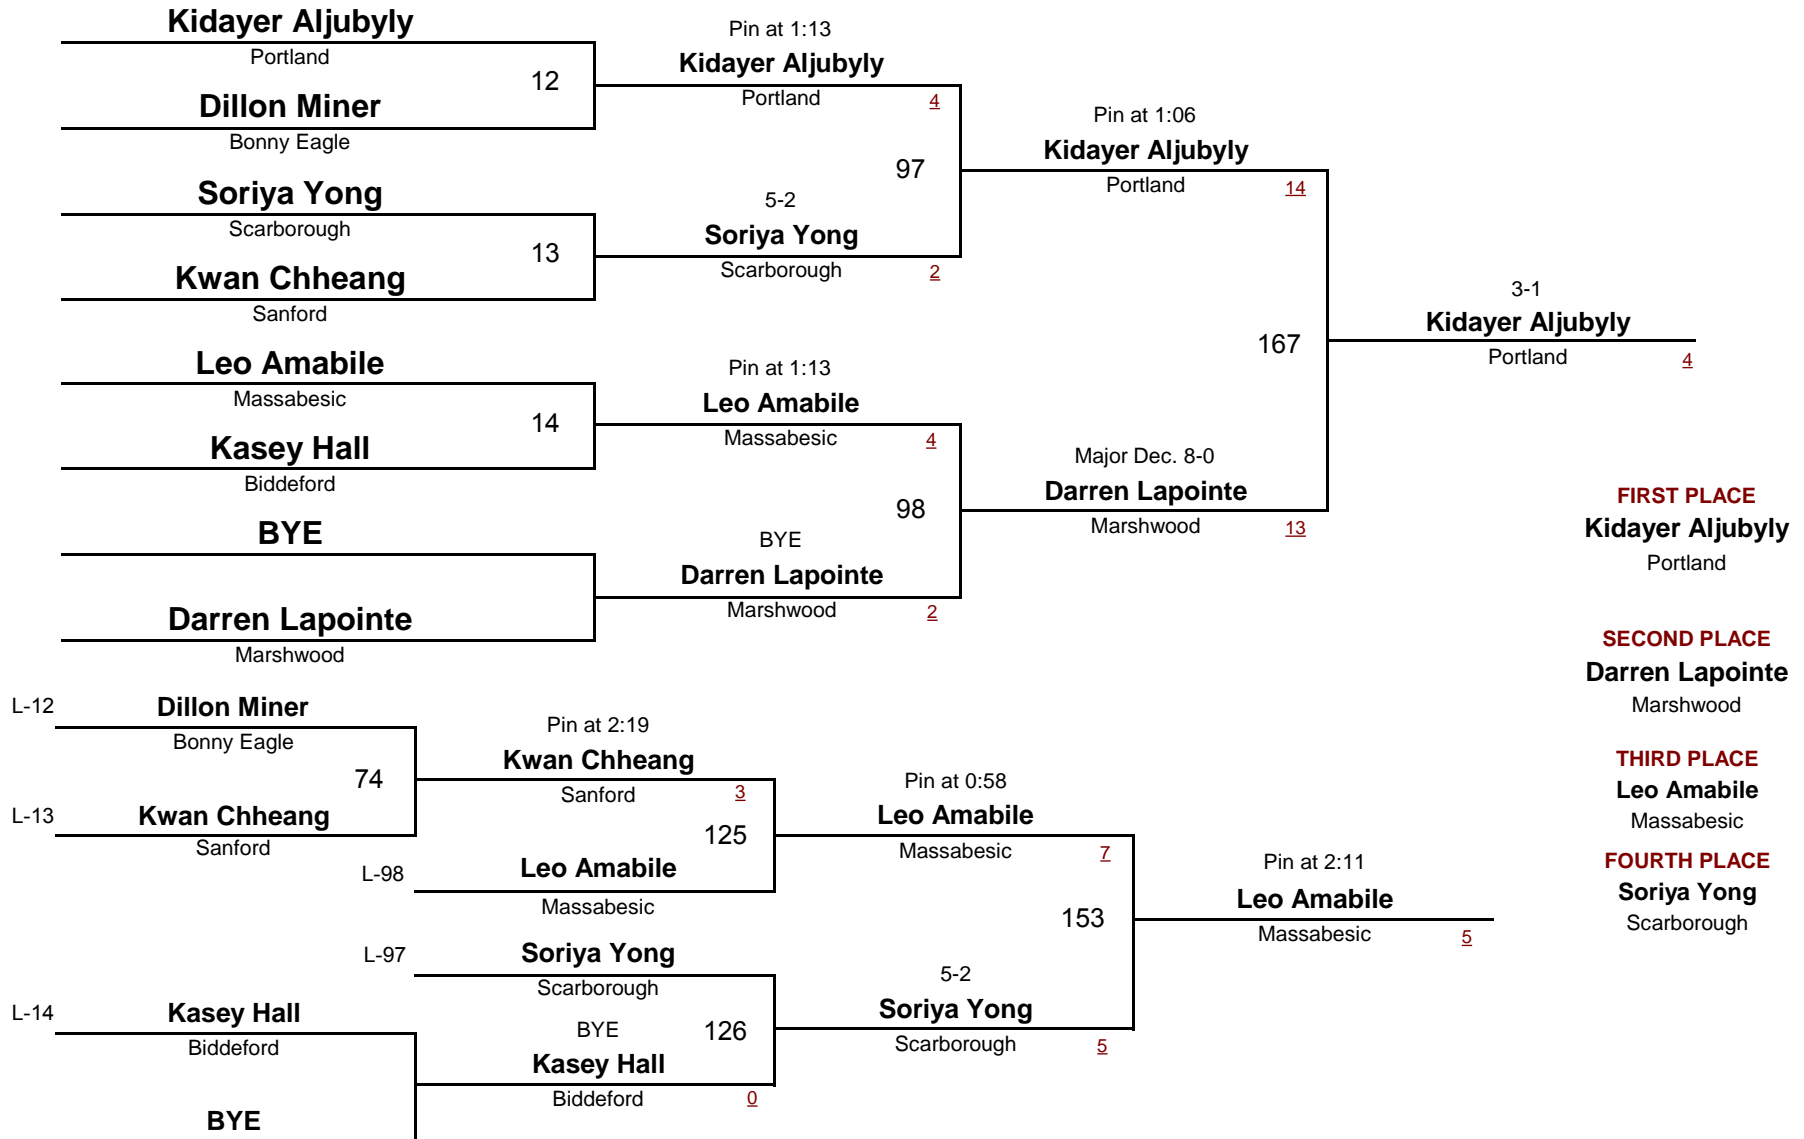 Kidayer Aljubyly
Portland
12
Dillon Miner
Bonny Eagle
Soriya Yong
Scarborough
13
Kwan Chheang
Sanford
Leo Amabile
Massabesic
14
Kasey Hall
Biddeford
BYE
Darren Lapointe
Marshwood
Pin at 1:13
Kidayer Aljubyly
Portland 4
97
5-2
Soriya Yong
Scarborough 2
Pin at 1:13
Leo Amabile
Massabesic 4
98
BYE
Darren Lapointe
Marshwood 2
Pin at 1:06
Kidayer Aljubyly
Portland 14
167
Major Dec. 8-0
Darren Lapointe
Marshwood 13
3-1
Kidayer Aljubyly
Portland 4
FIRST PLACE
Kidayer Aljubyly
Portland
SECOND PLACE
Darren Lapointe
Marshwood
THIRD PLACE
Leo Amabile
Massabesic
FOURTH PLACE
Soriya Yong
Scarborough
L-12 Dillon Miner
Bonny Eagle
74
L-13 Kwan Chheang
Sanford
Pin at 2:19
Kwan Chheang
Sanford 3
125
L-98 Leo Amabile
Massabesic
L-97 Soriya Yong
Scarborough
L-14 Kasey Hall
Biddeford
BYE
BYE 126
Kasey Hall
Biddeford 0
Pin at 0:58
Leo Amabile
Massabesic 7
153
5-2
Soriya Yong
Scarborough 5
Pin at 2:11
Leo Amabile
Massabesic 5